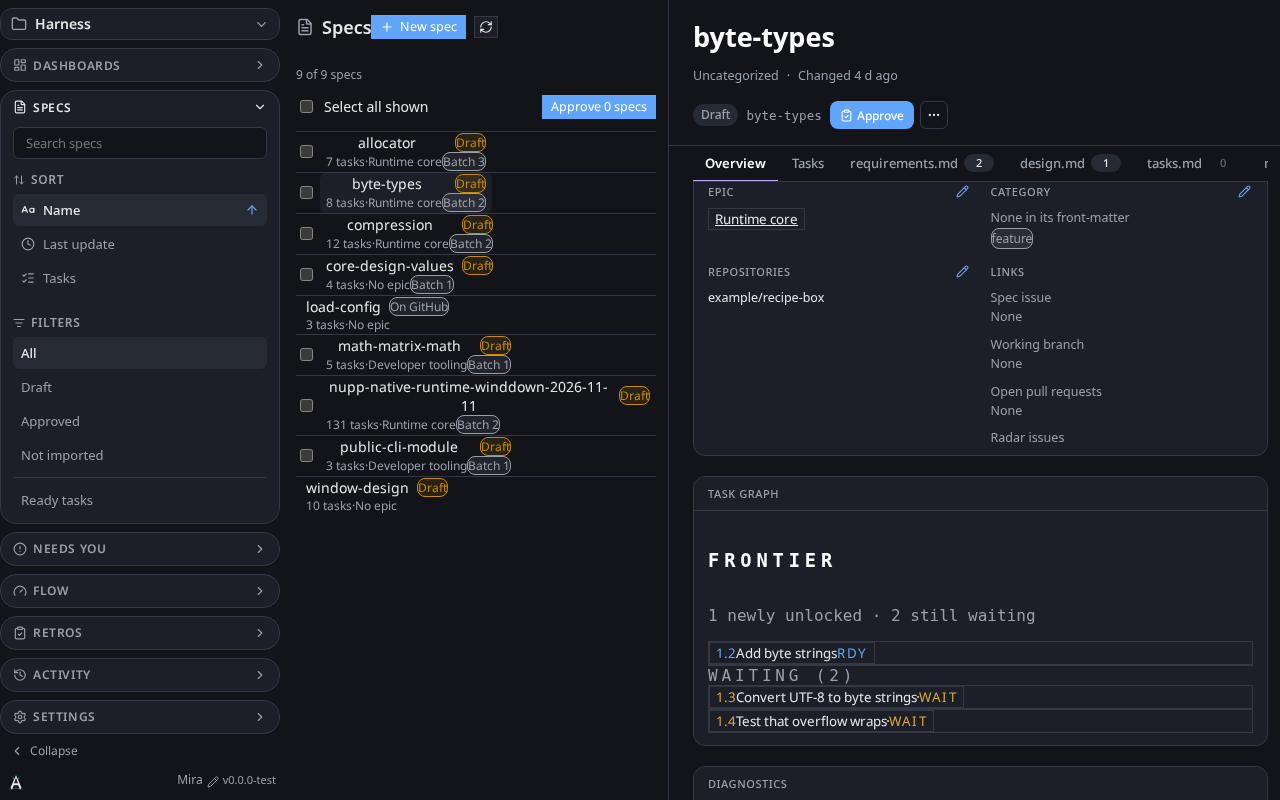 Harness
DASHBOARDS
SPECS
Search specs
SORT
Aa Name
Last update
Tasks
FILTERS
All
Draft
Approved
Not imported
Ready tasks
NEEDS YOU
FLOW
RETROS
ACTIVITY
SETTINGS
Collapse
Mira v0.0.0-test
Specs New spec
9 of 9 specs
Select all shown Approve 0 specs
allocator Draft
7 tasks·Runtime core Batch 3
byte-types Draft
8 tasks·Runtime core Batch 2
compression Draft
12 tasks·Runtime core Batch 2
core-design-values Draft
4 tasks·No epic Batch 1
load-config On GitHub
3 tasks·No epic
math-matrix-math Draft
5 tasks·Developer tooling Batch 1
nupp-native-runtime-winddown-2026-11-
11 Draft
131 tasks·Runtime core Batch 2
public-cli-module Draft
3 tasks·Developer tooling Batch 1
window-design Draft
10 tasks·No epic
byte-types
Uncategorized · Changed 4 d ago
Draft byte-types Approve ···
Overview Tasks requirements.md 2 design.md 1 tasks.md 0
EPIC
Runtime core
CATEGORY
None in its front-matter
feature
REPOSITORIES
example/recipe-box
LINKS
Spec issue
None
Working branch
None
Open pull requests
None
Radar issues
TASK GRAPH
FRONTIER
1 newly unlocked · 2 still waiting
1.2 Add byte strings RDY
WAITING (2)
1.3 Convert UTF-8 to byte strings· WAIT
1.4 Test that overflow wraps· WAIT
DIAGNOSTICS